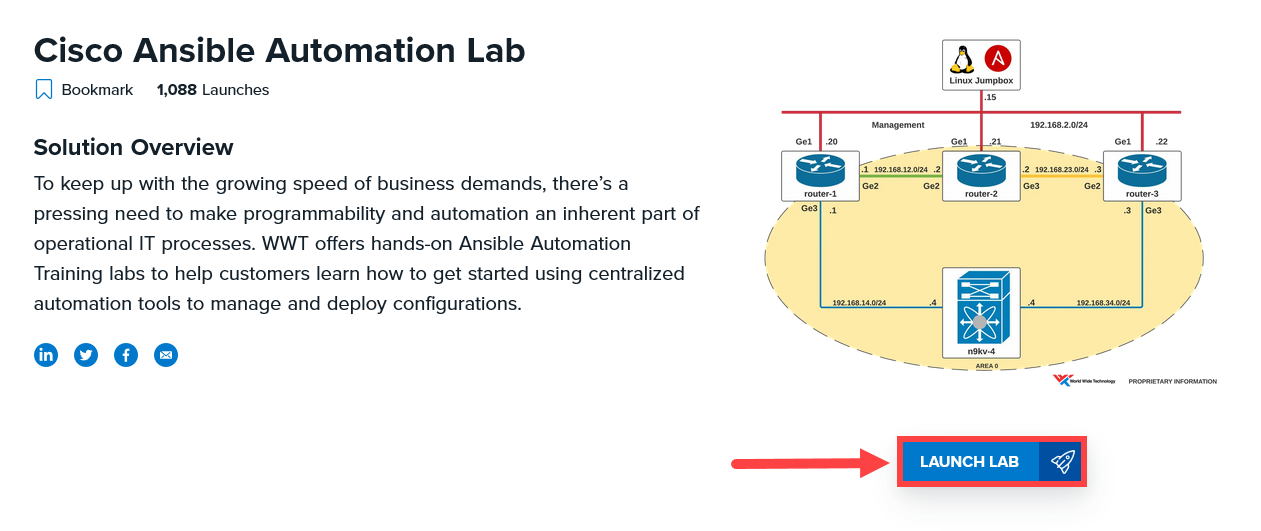 Cisco Ansible Automation Lab
Bookmark 1,088 Launches
Solution Overview
To keep up with the growing speed of business demands, there’s a
pressing need to make programmability and automation an inherent part of
operational IT processes. WWT offers hands-on Ansible Automation
Training labs to help customers learn how to get started using centralized
automation tools to manage and deploy configurations.
Linux Jumpbox
.15
Management 192.168.2.0/24
Ge1 .20 Ge1 .21 Ge1 .22
.1 192.168.12.0/24 .2 .2 192.168.23.0/24 .3
Ge2 Ge2 Ge3 Ge2
router-1 router-2 router-3
Ge3 .1 .3 Ge3
192.168.14.0/24 .4 .4 192.168.34.0/24
n9kv-4
AREA 0
World Wide Technology PROPRIETARY INFORMATION
LAUNCH LAB